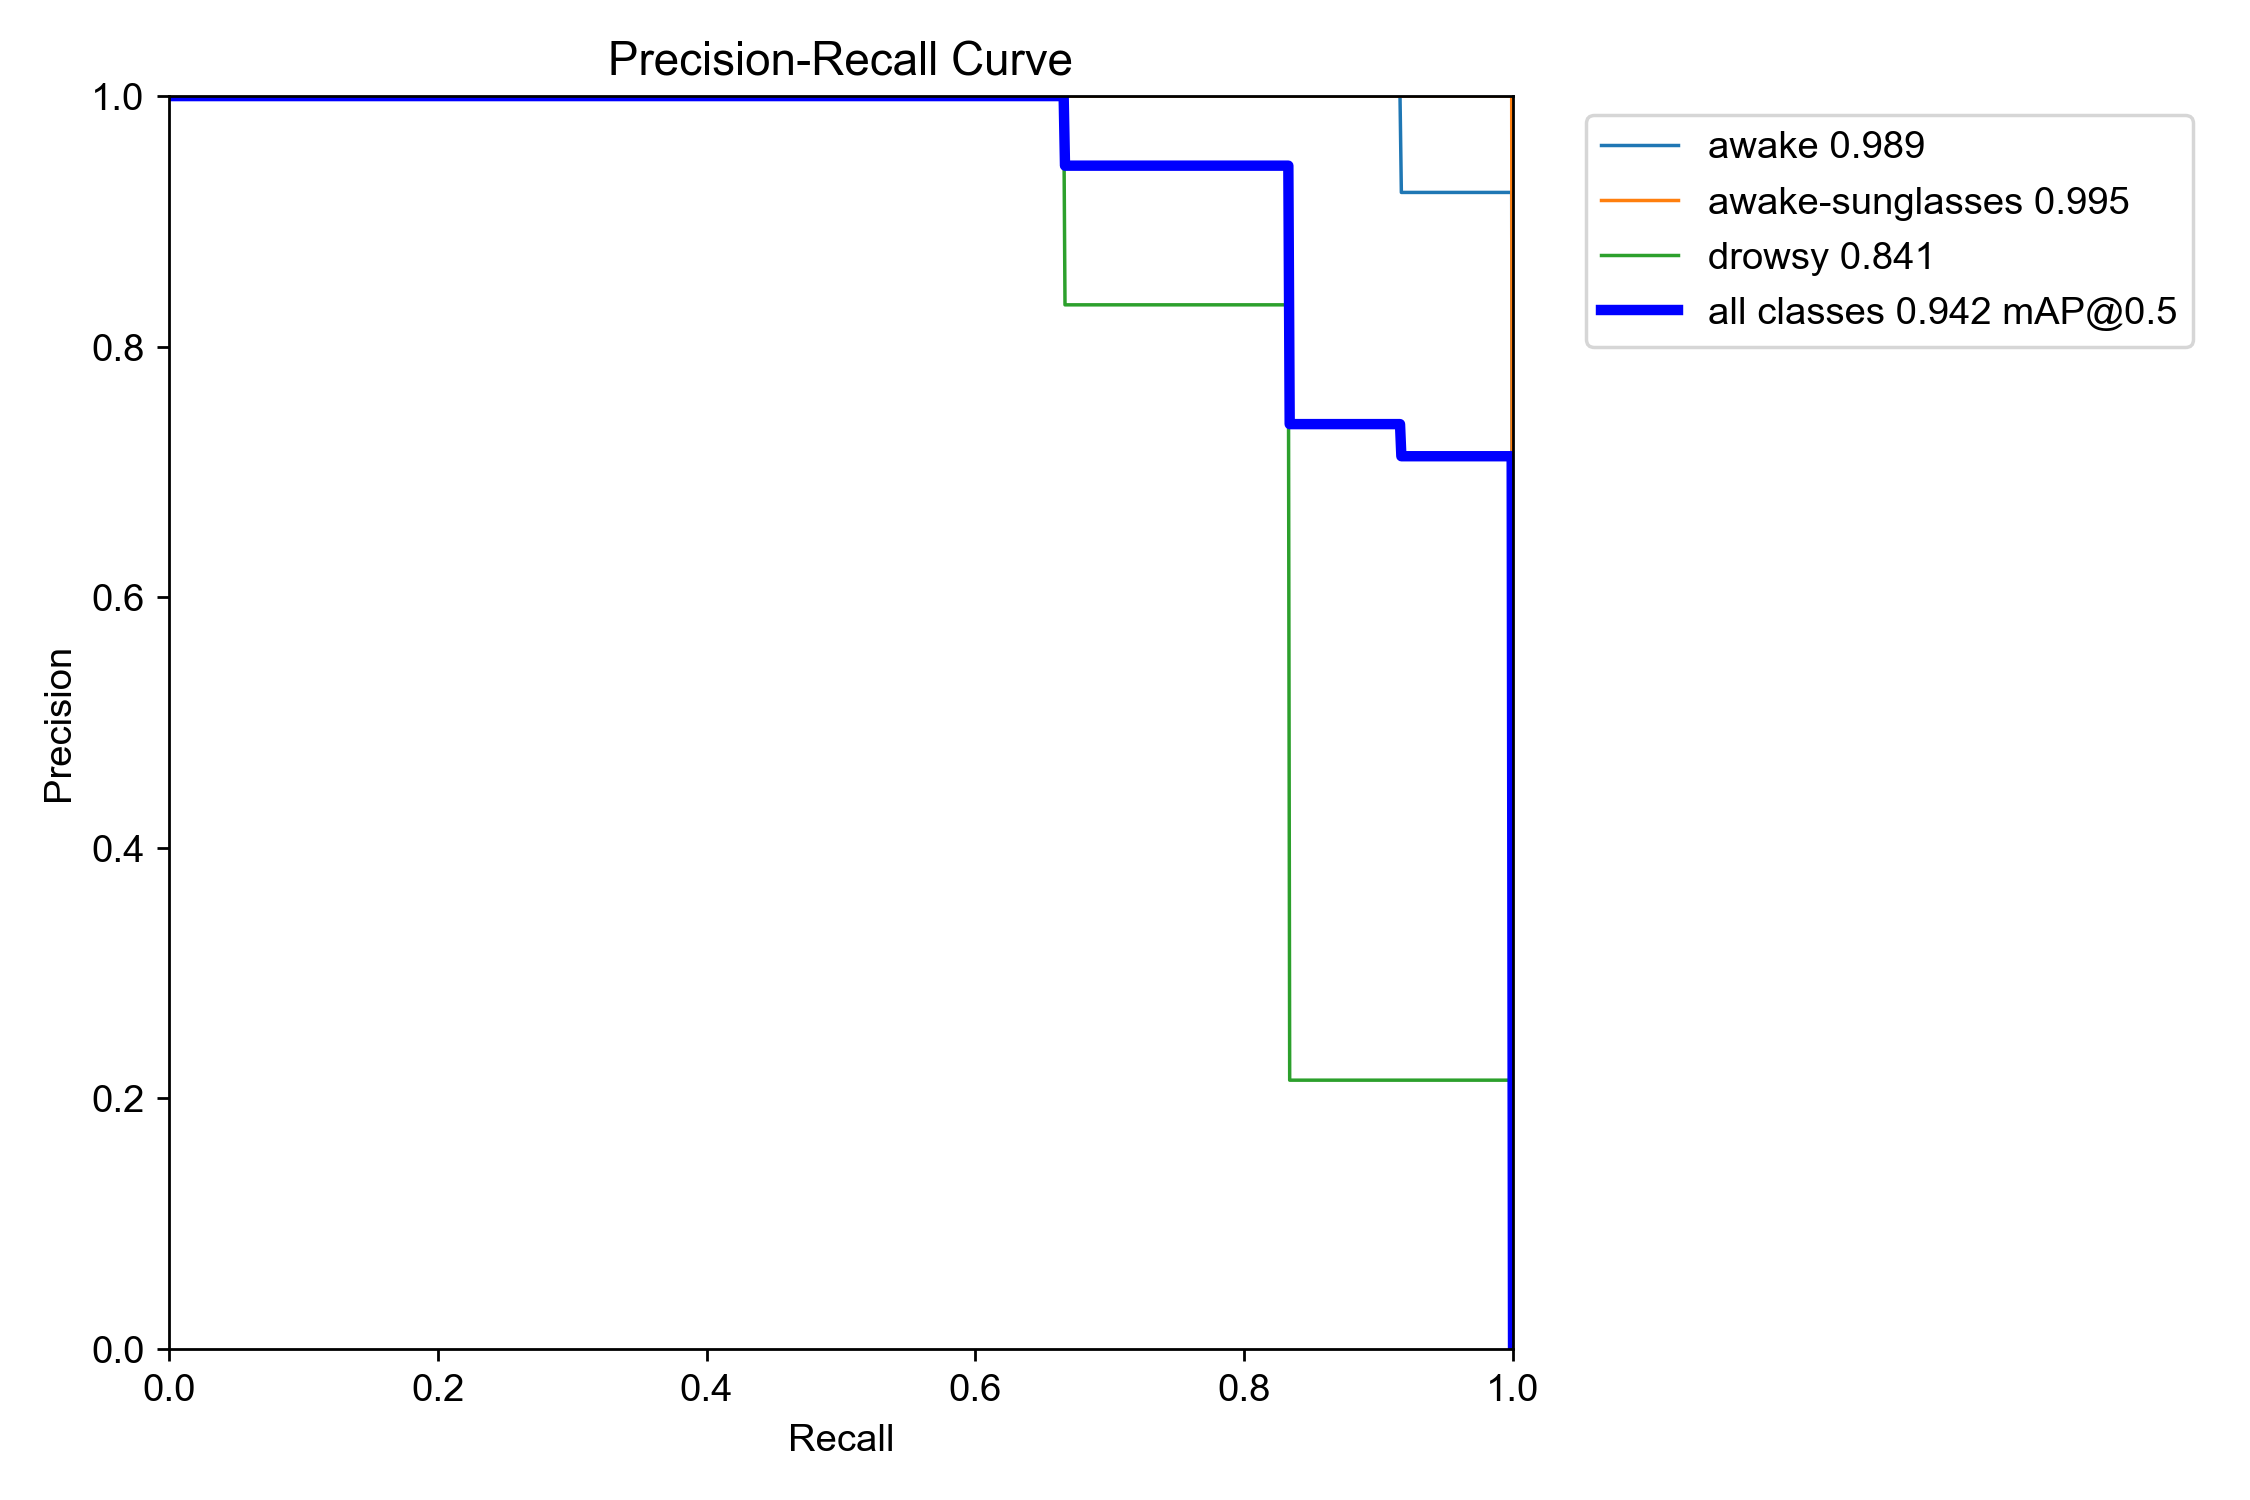 Precision-Recall Curve
1.0
0.8
0.6
0.4
0.2
0.0
Precision
0.0 0.2 0.4 0.6 0.8 1.0
Recall
awake 0.989
awake-sunglasses 0.995
drowsy 0.841
all classes 0.942 mAP@0.5